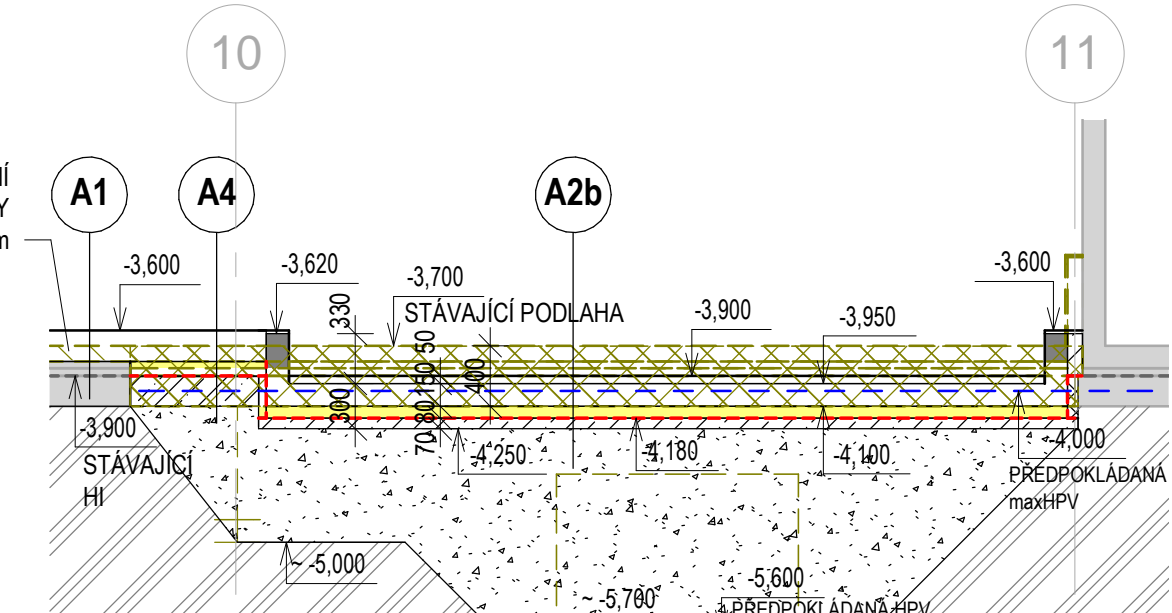 10
11
NÍ
Y
m
A1
A4
A2b
-3,600
-3,620
-3,700
-3,600
330
STÁVAJÍCÍ PODLAHA
-3,900
-3,950
50
150
400
300
80
70
-3,900
-4,250
-4,180
-4,100
-4,000
STÁVAJÍCÍ
HI
PŘEDPOKLÁDANÁ
maxHPV
~ -5,000
-5,600
~ -5,700
PŘEDPOKLÁDANÁ HPV